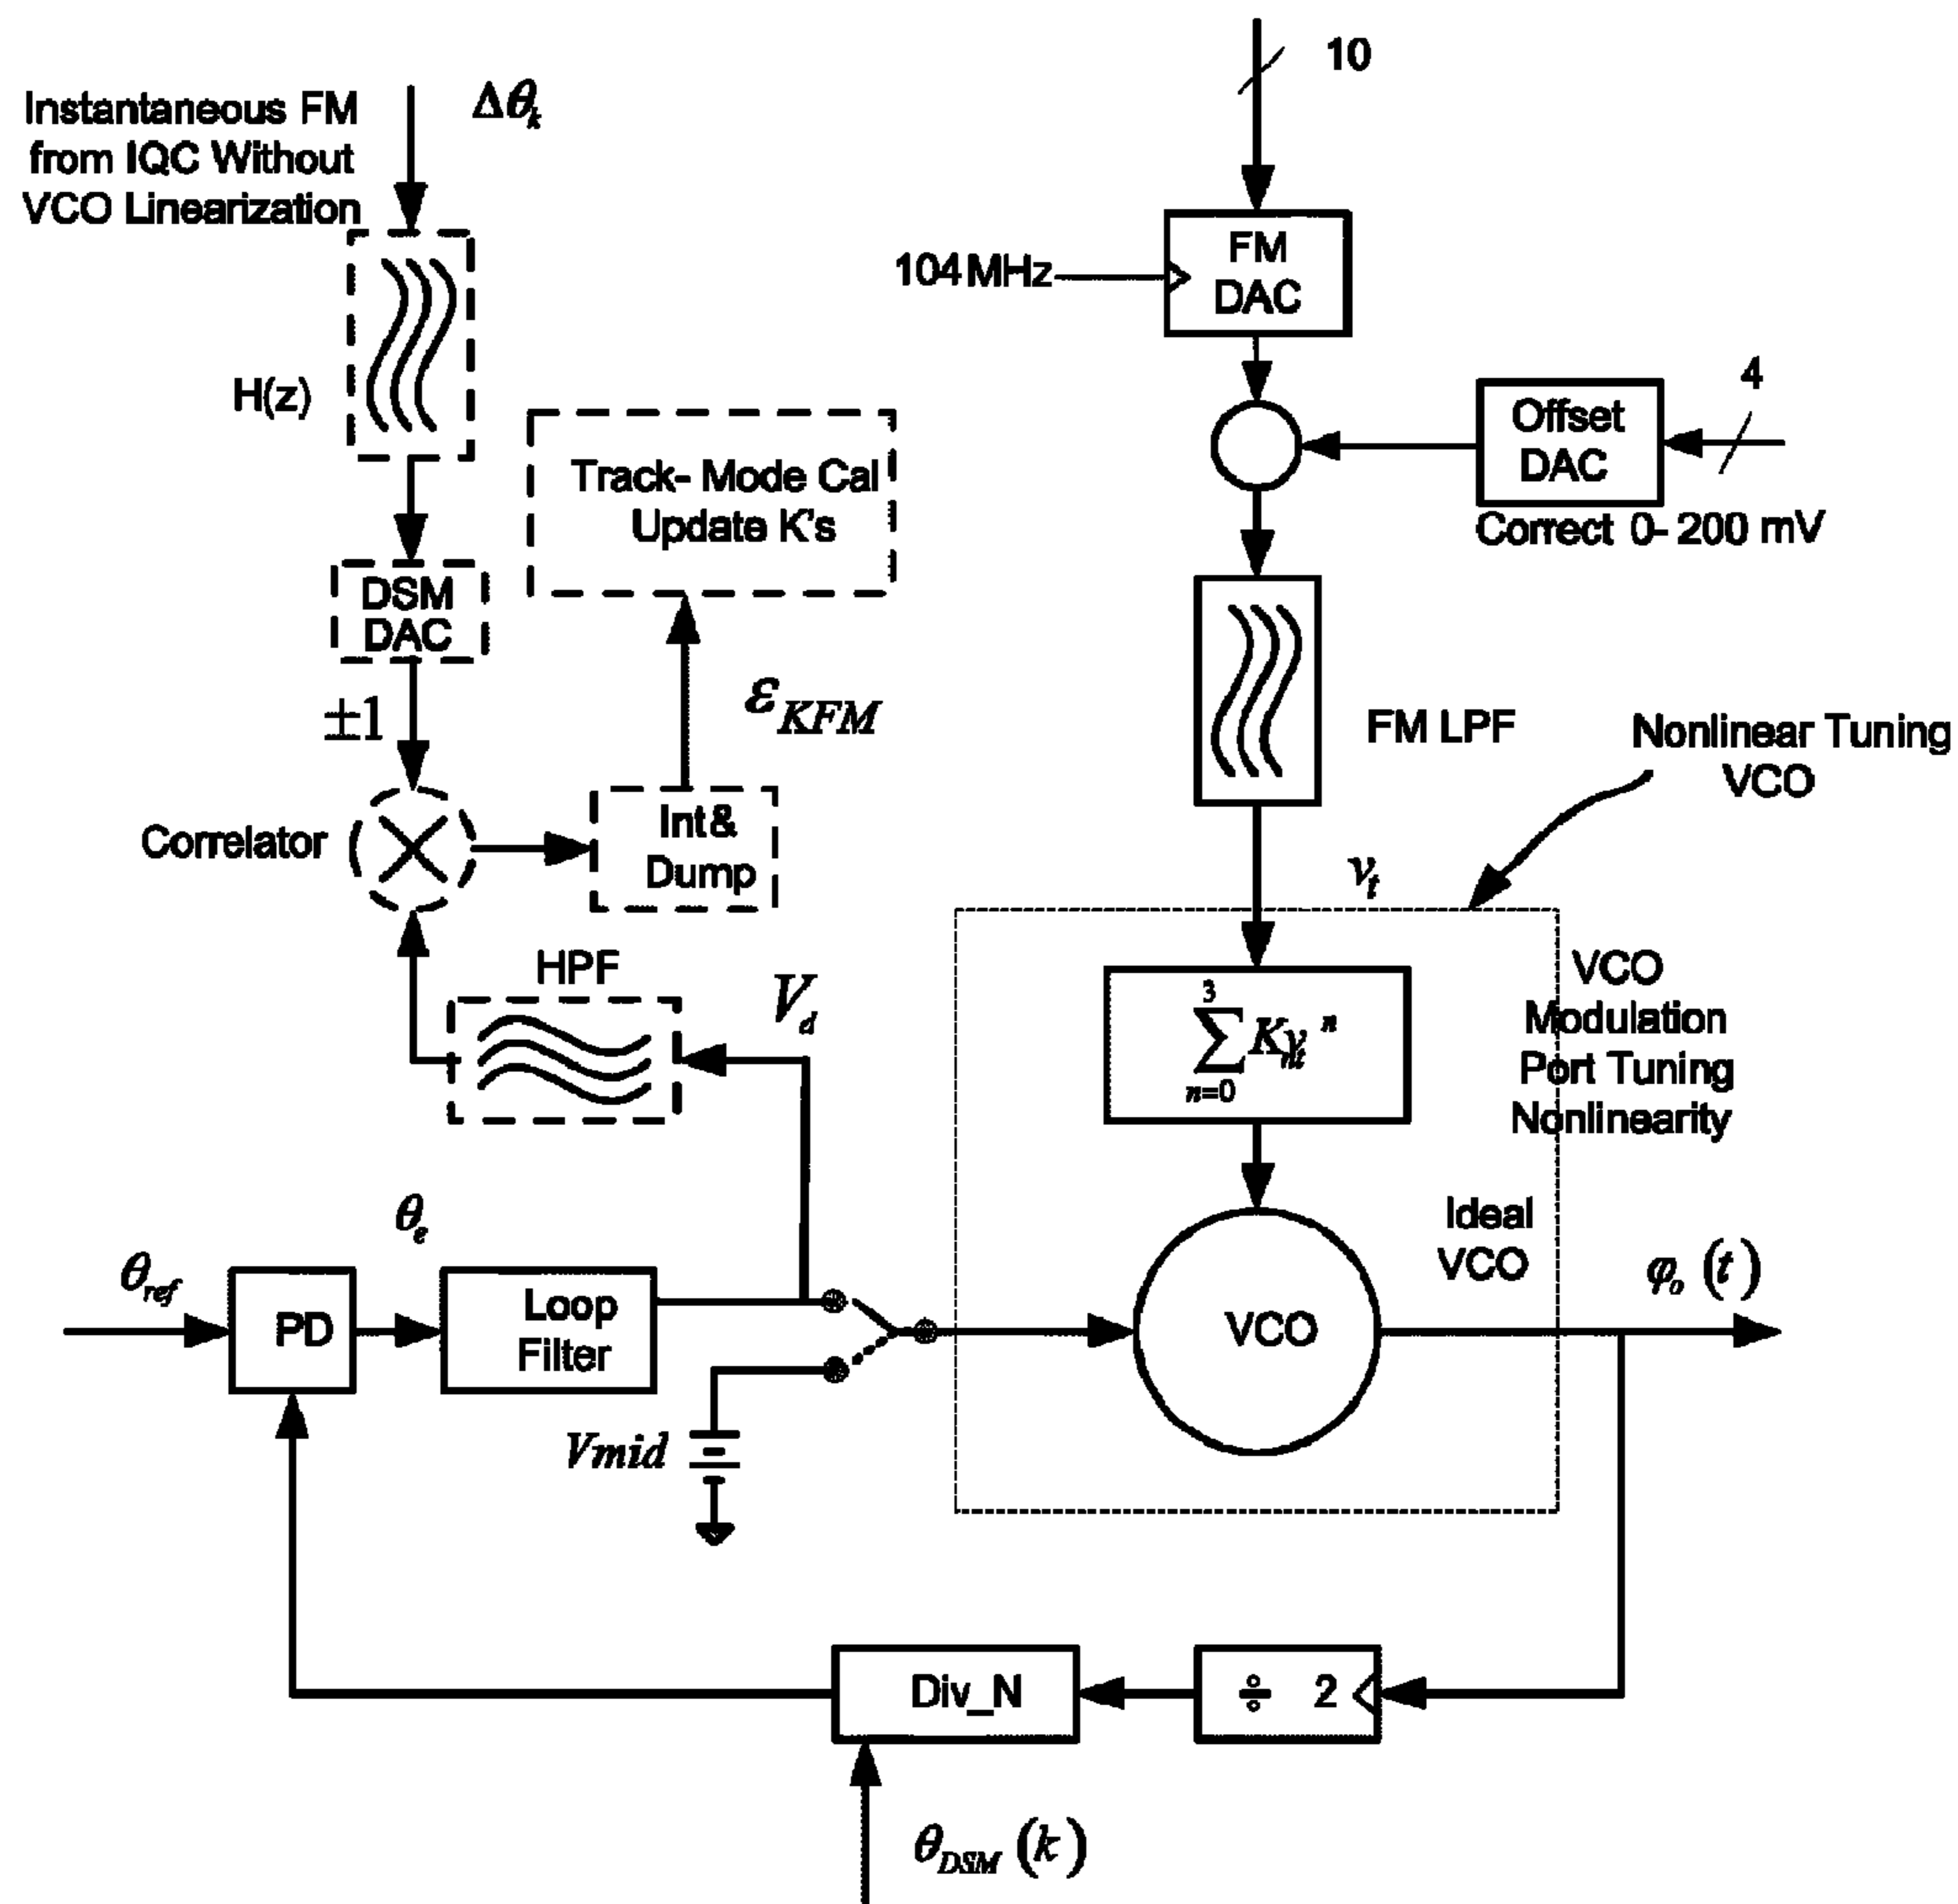 10
Δθk
Instantaneous FM
from IQC Without
VCO Linearization
FM
DAC
104 MHz
H(z)
4
Offset
DAC
Correct 0-200 mV
Track- Mode Cal
Update K's
DSM
DAC
±1
εKFM
FM LPF
Nonlinear Tuning
VCO
Correlator
Int &
Dump
vt
HPF
Vd
VCO
Modulation
Port Tuning
Nonlinearity
3
∑ Knvt n
n=0
Ideal
VCO
θref
θe
PD
Loop
Filter
VCO
φo (t)
Vmid
Div_N
÷ 2
θDSM (k)